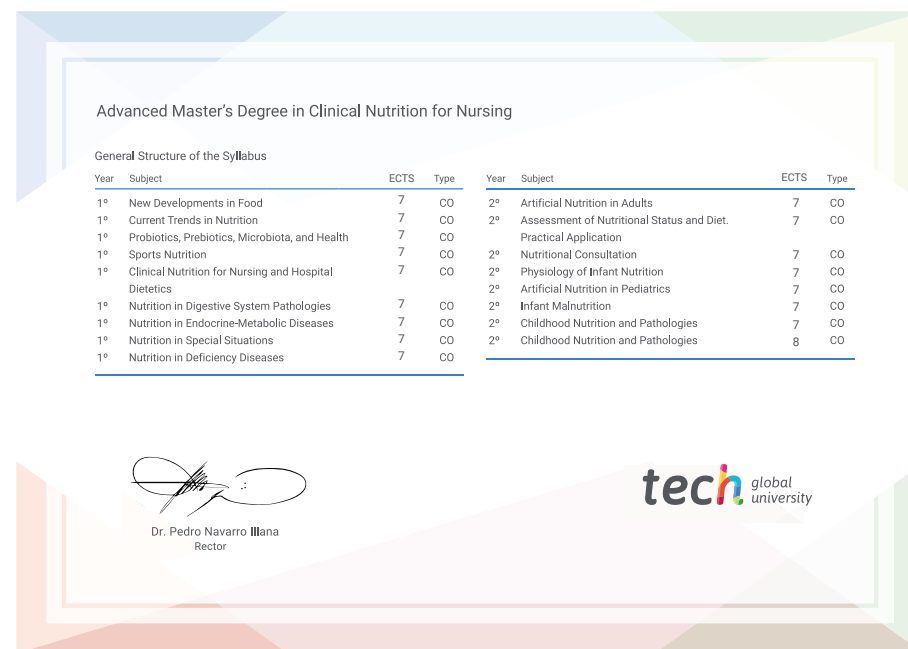 Advanced Master's Degree in Clinical Nutrition for Nursing
General Structure of the Syllabus
Year Subject ECTS Type
1º New Developments in Food 7 CO
1º Current Trends in Nutrition 7 CO
1º Probiotics, Prebiotics, Microbiota, and Health 7 CO
1º Sports Nutrition 7 CO
1º Clinical Nutrition for Nursing and Hospital 7 CO
Dietetics
1º Nutrition in Digestive System Pathologies 7 CO
1º Nutrition in Endocrine-Metabolic Diseases 7 CO
1º Nutrition in Special Situations 7 CO
1º Nutrition in Deficiency Diseases 7 CO
Year Subject ECTS Type
2º Artificial Nutrition in Adults 7 CO
2º Assessment of Nutritional Status and Diet. 7 CO
Practical Application
2º Nutritional Consultation 7 CO
2º Physiology of Infant Nutrition 7 CO
2º Artificial Nutrition in Pediatrics 7 CO
2º Infant Malnutrition 7 CO
2º Childhood Nutrition and Pathologies 7 CO
2º Childhood Nutrition and Pathologies 8 CO
Dr. Pedro Navarro Illana
Rector
tech global
university